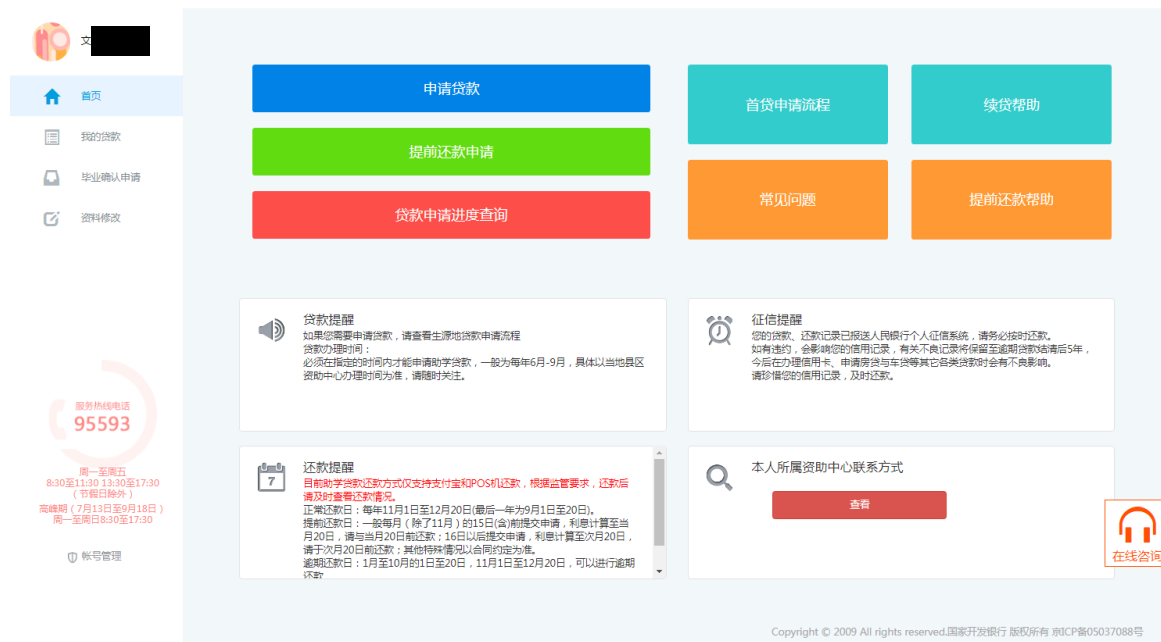 文
首页
我的贷款
毕业确认申请
资料修改
服务热线电话
95593
周一至周五
8:30至11:30 13:30至17:30
（节假日除外）
高峰期（7月13日至9月18日）
周一至周日8:30至17:30
帐号管理
申请贷款
提前还款申请
贷款申请进度查询
首贷申请流程
续贷帮助
常见问题
提前还款帮助
贷款提醒
如果您需要申请贷款，请查看生源地贷款申请流程
贷款办理时间：
必须在指定的时间内才能申请助学贷款，一般为每年6月-9月，具体以当地县区
资助中心办理时间为准，请随时关注。
征信提醒
您的贷款、还款记录已报送人民银行个人征信系统，请务必按时还款。
如有违约，会影响您的信用记录，有关不良记录将保留至逾期贷款结清后5年，
今后在办理信用卡、申请房贷与车贷等其它各类贷款时会有不良影响。
请珍惜您的信用记录，及时还款。
7
还款提醒
目前助学贷款还款方式仅支持支付宝和POS机还款，根据监管要求，还款后
请及时查看还款情况。
正常还款日：每年11月1日至12月20日(最后一年为9月1日至20日)。
提前还款日：一般每月（除了11月）的15日(含)前提交申请，利息计算至当
月20日，请与当月20日前还款；16日以后提交申请，利息计算至次月20日，
请于次月20日前还款；其他特殊情况以合同约定为准。
逾期还款日：1月至10月的1日至20日，11月1日至12月20日，可以进行逾期
还款
本人所属资助中心联系方式
查看
在线咨询
Copyright © 2009 All rights reserved.国家开发银行 版权所有 京ICP备05037088号